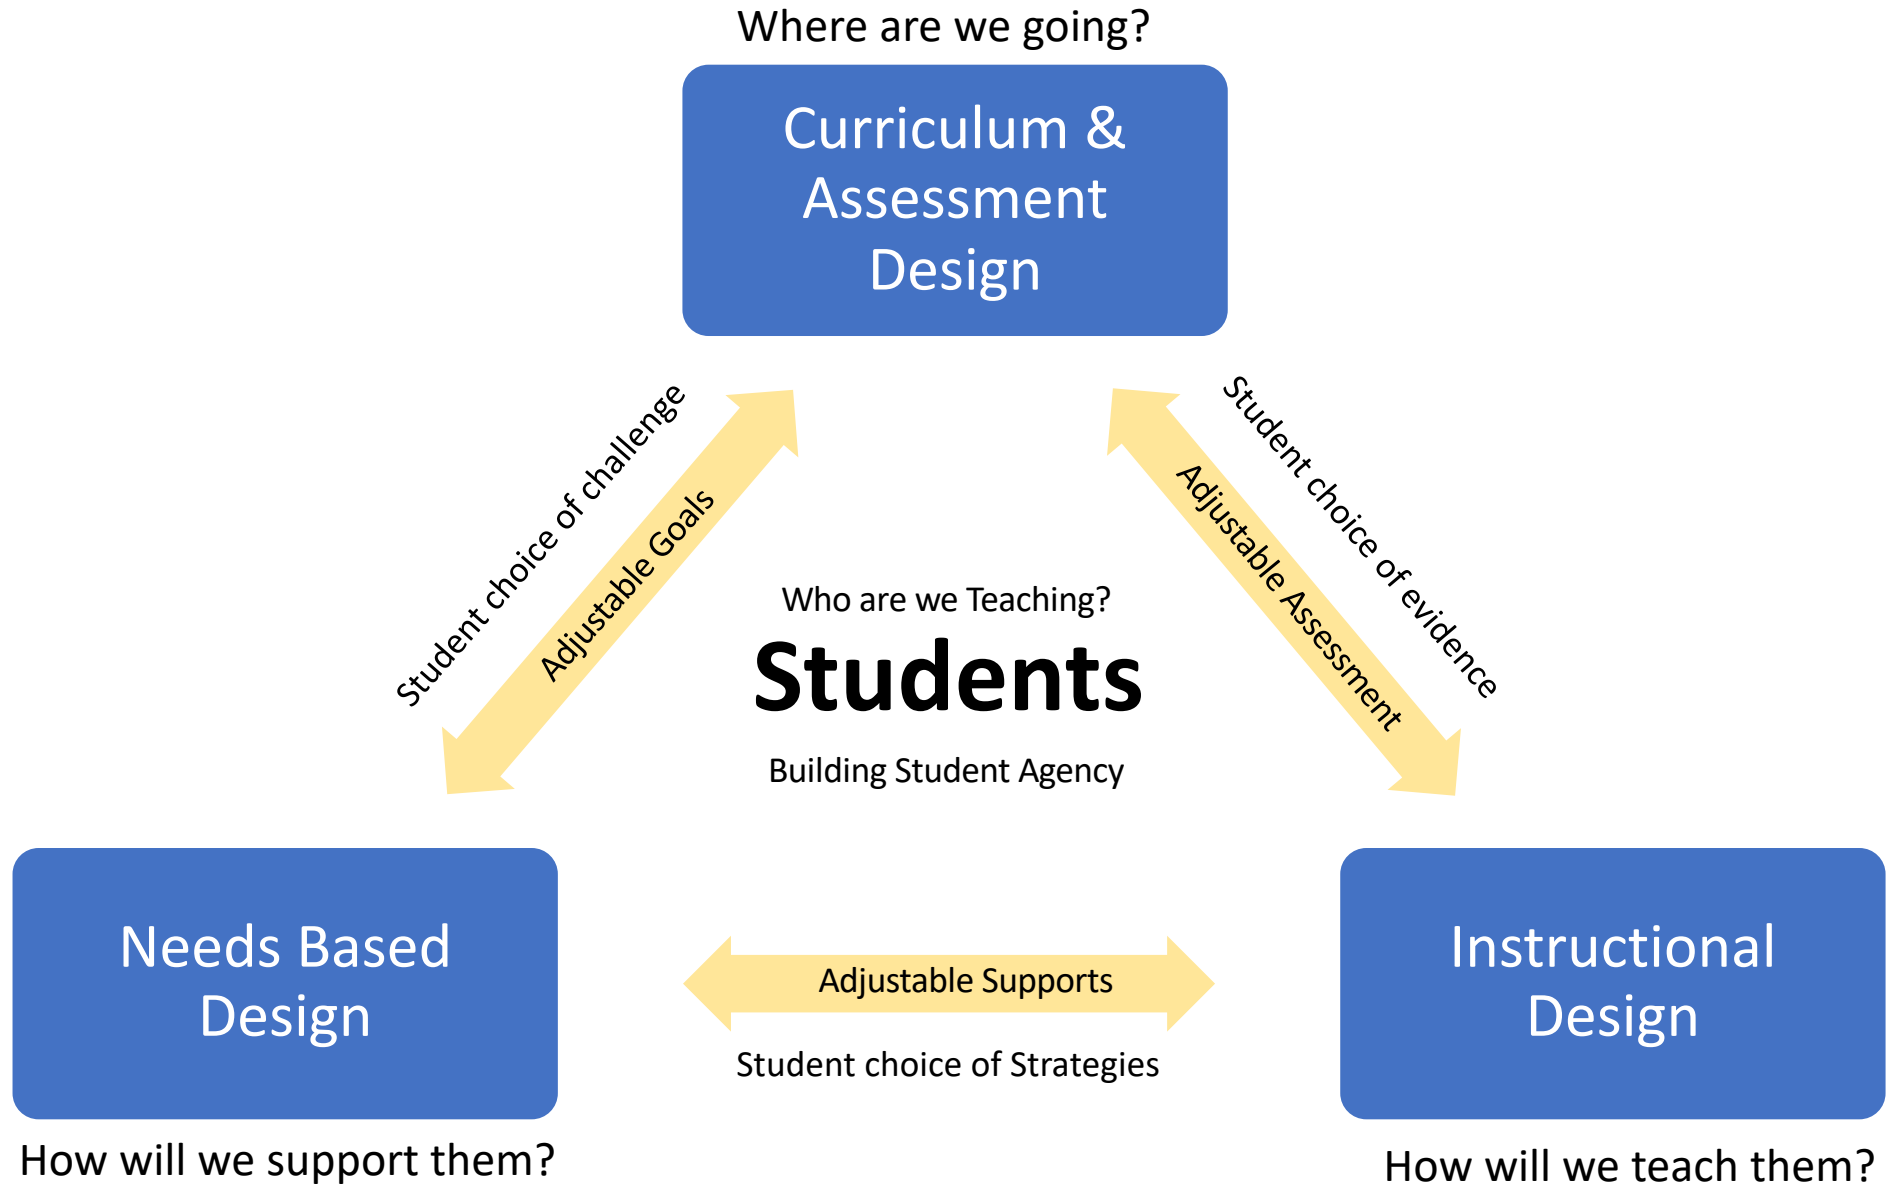 Where are we going?
Curriculum &
Assessment
Design
Student choice of challenge
Adjustable Goals
Adjustable Assessment
Student choice of evidence
Who are we Teaching?
Students
Building Student Agency
Needs Based
Design
Adjustable Supports
Student choice of Strategies
Instructional
Design
How will we support them?
How will we teach them?